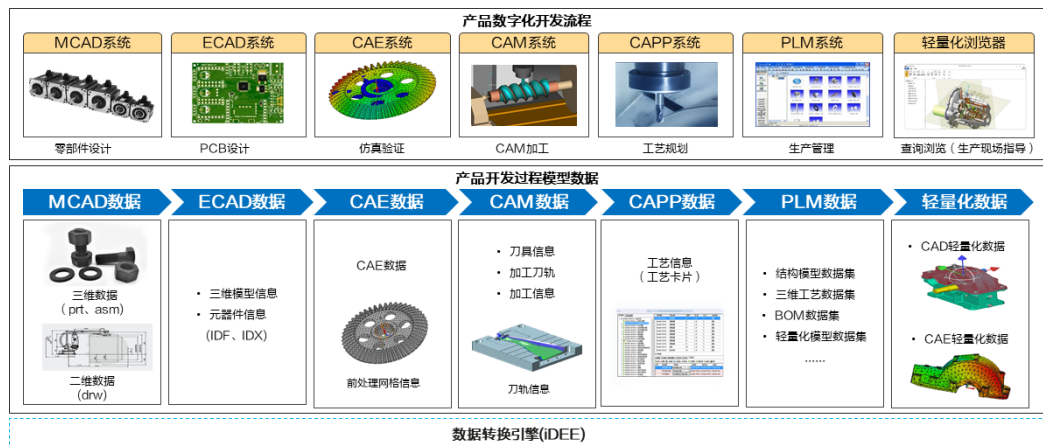 产品数字化开发流程
MCAD系统
ECAD系统
CAE系统
CAM系统
CAPP系统
PLM系统
轻量化浏览器
零部件设计
PCB设计
仿真验证
CAM加工
工艺规划
生产管理
查询浏览（生产现场指导）
产品开发过程模型数据
MCAD数据
ECAD数据
CAE数据
CAM数据
CAPP数据
PLM数据
轻量化数据
三维数据
（prt、asm）
二维数据
(drw)
• 三维模型信息
• 元器件信息
(IDF、IDX)
CAE数据
前处理网格信息
• 刀具信息
• 加工刀轨
• 加工信息
刀轨信息
工艺信息
（工艺卡片）
• 结构模型数据集
• 三维工艺数据集
• BOM数据集
• 轻量化模型数据集
......
• CAD轻量化数据
• CAE轻量化数据
数据转换引擎(iDEE)